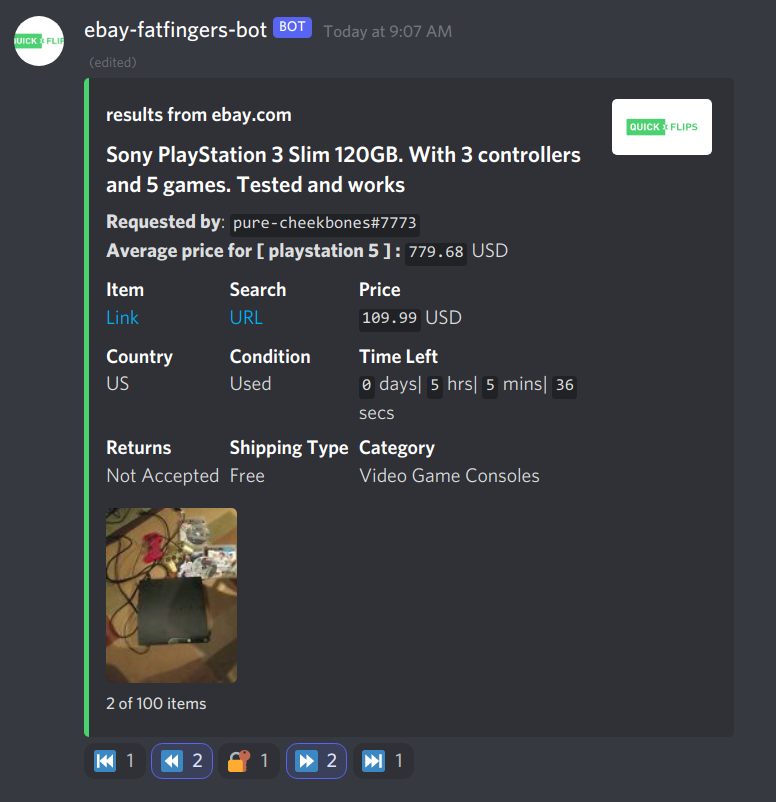 ebay-fatfingers-bot BOT Today at 9:07 AM
(edited)
results from ebay.com
QUICK FLIPS
Sony PlayStation 3 Slim 120GB. With 3 controllers
and 5 games. Tested and works
Requested by: pure-cheekbones#7773
Average price for [ playstation 5 ] : 779.68 USD
Item Search Price
Link URL 109.99 USD
Country Condition Time Left
US Used 0 days| 5 hrs| 5 mins| 36
secs
Returns Shipping Type Category
Not Accepted Free Video Game Consoles
2 of 100 items
1 2 1 2 1